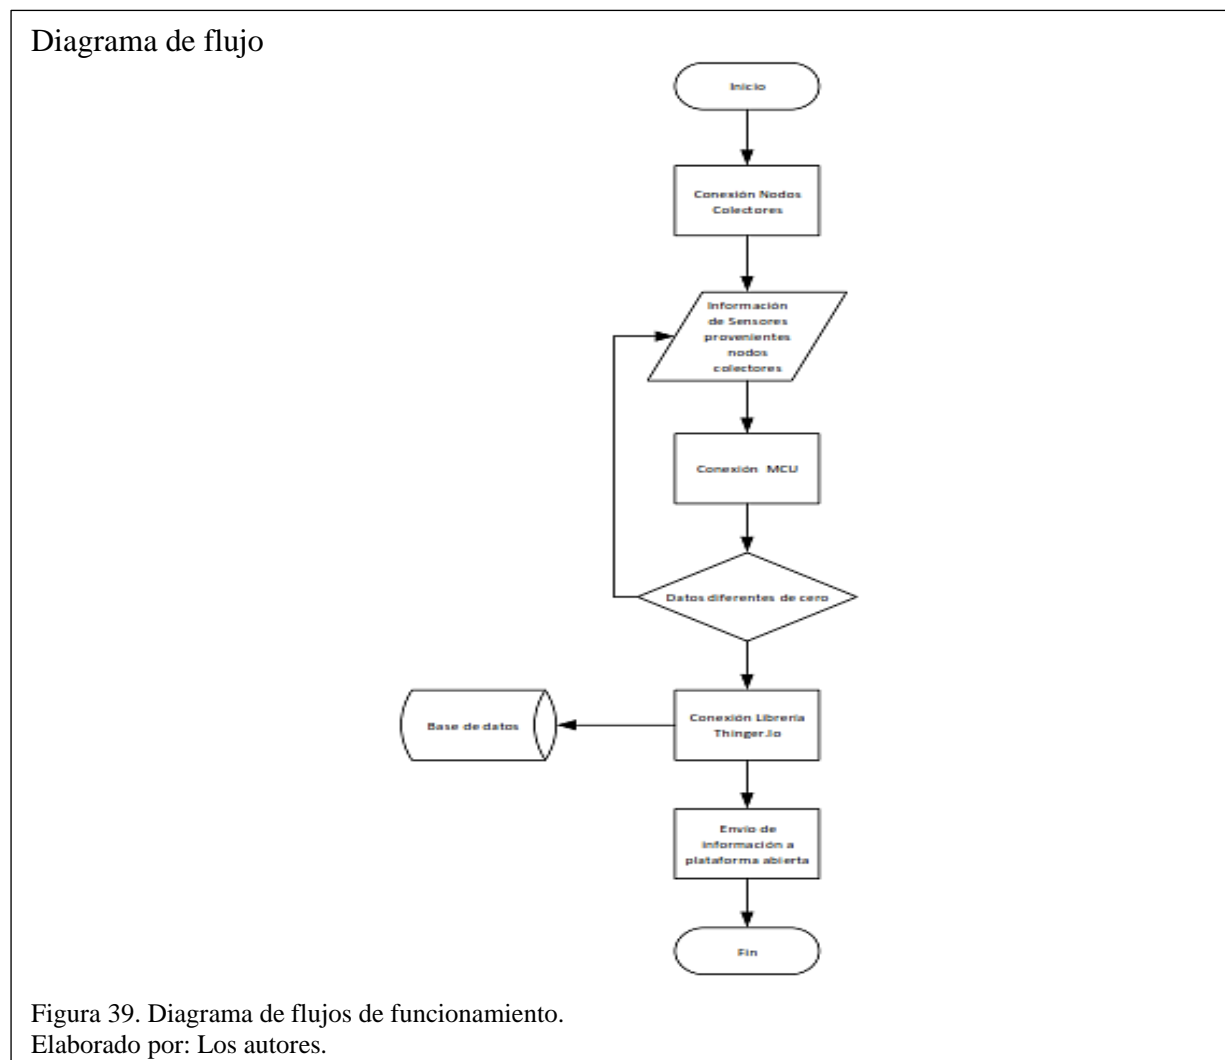 Diagrama de flujo
Inicio
Conexión Nodos
Colectores
Información
de Sensores
provenientes
nodos
colectores
Conexión MCU
Datos diferentes de cero
Conexión Librería
Thinger.Io
Base de datos
Envío de
información a
plataforma abierta
Fin
Figura 39. Diagrama de flujos de funcionamiento.
Elaborado por: Los autores.